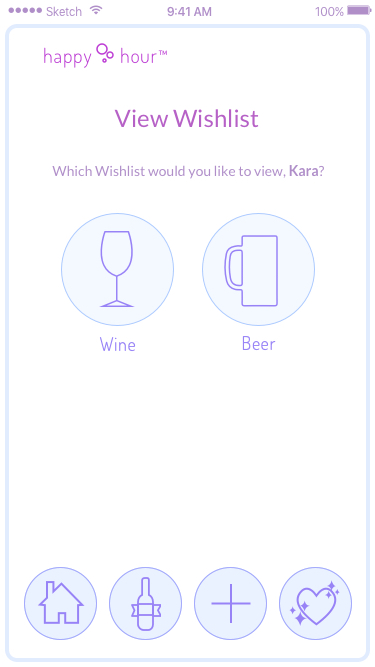 Sketch 9:41 AM 100%
happy hour™
View Wishlist
Which Wishlist would you like to view, Kara?
Wine Beer